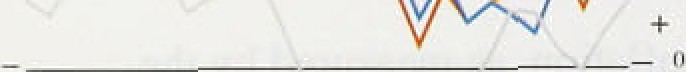 +
– — 0